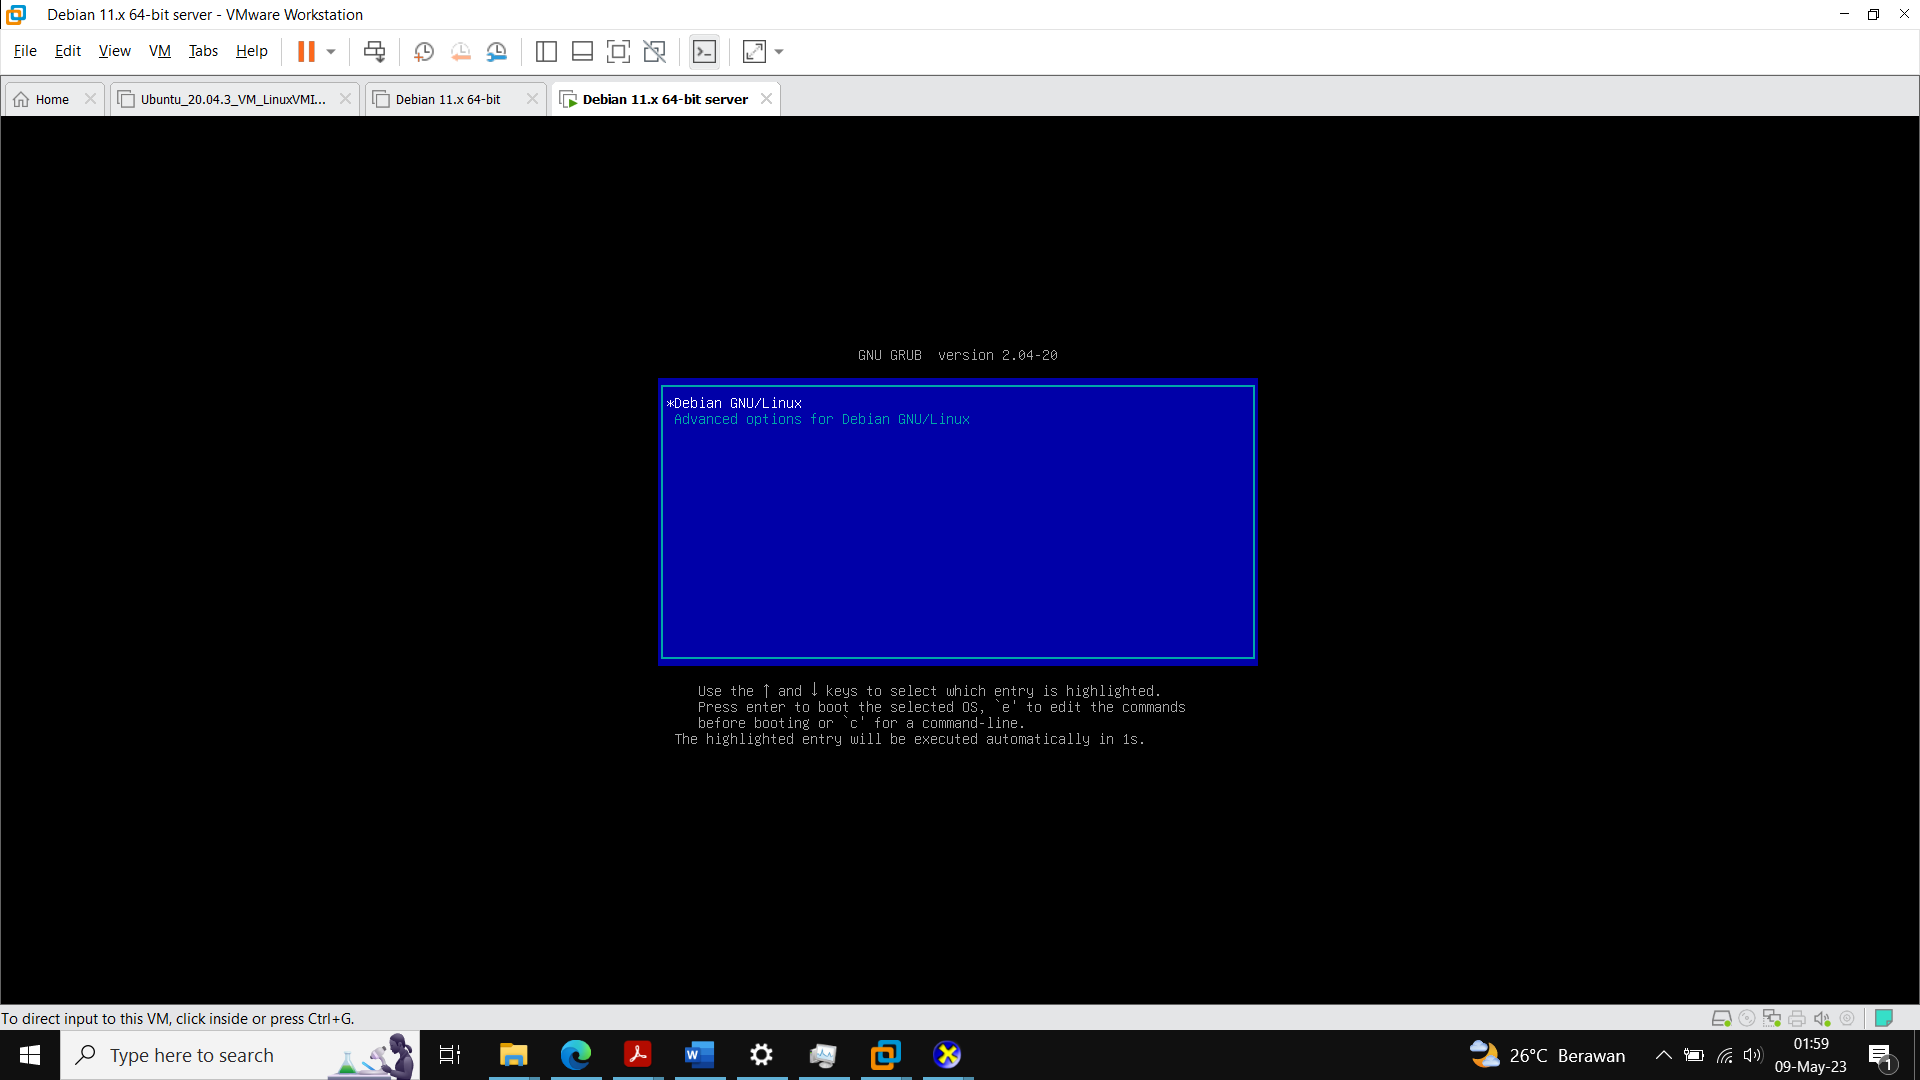 Debian 11.x 64-bit server - VMware Workstation
File Edit View VM Tabs Help
Home
Ubuntu_20.04.3_VM_LinuxVMI...
Debian 11.x 64-bit
Debian 11.x 64-bit server
GNU GRUB  version 2.04-20
*Debian GNU/Linux
Advanced options for Debian GNU/Linux
Use the ↑ and ↓ keys to select which entry is highlighted.
Press enter to boot the selected OS, `e' to edit the commands
before booting or `c' for a command-line.
The highlighted entry will be executed automatically in 1s.
To direct input to this VM, click inside or press Ctrl+G.
Type here to search
W
26°C Berawan
01:59
09-May-23
1